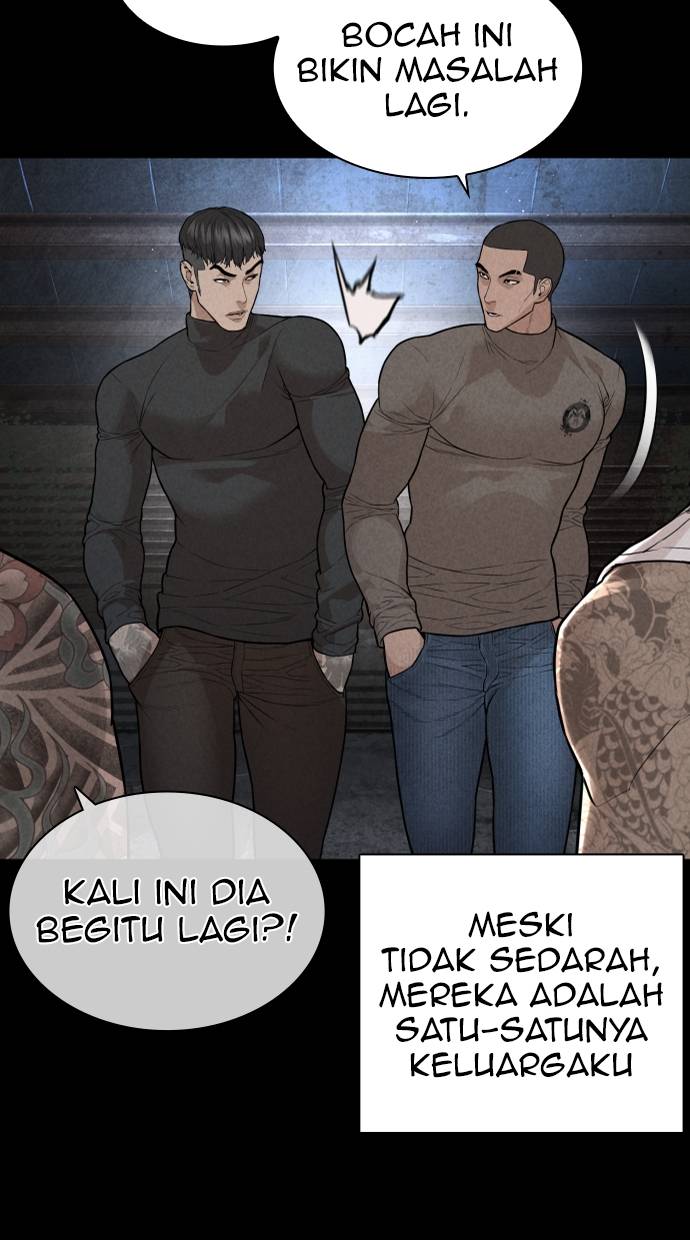 BOCAH INI
BIKIN MASALAH
LAGI.
KALI INI DIA
BEGITU LAGI?!
MESKI
TIDAK SEDARAH,
MEREKA ADALAH
SATU-SATUNYA
KELUARGAKU